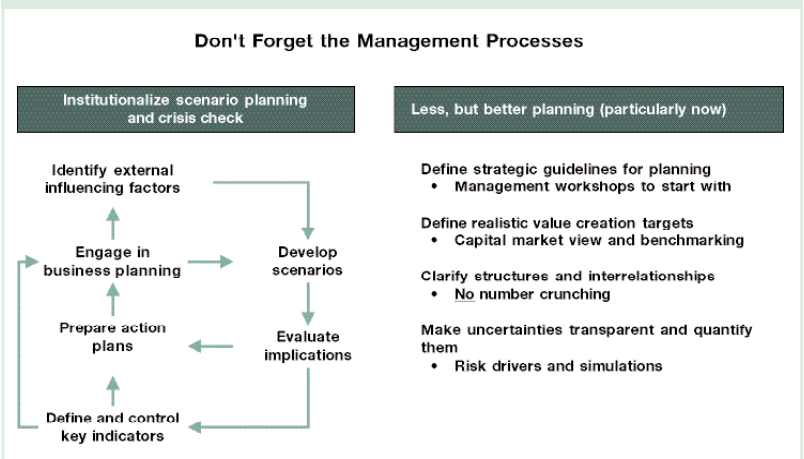 Don't Forget the Management Processes
Institutionalize scenario planning
and crisis check
Identify external
influencing factors
Engage in
business planning
Develop
scenarios
Prepare action
plans
Evaluate
implications
Define and control
key indicators
Less, but better planning (particularly now)
Define strategic guidelines for planning
• Management workshops to start with
Define realistic value creation targets
• Capital market view and benchmarking
Clarify structures and interrelationships
• No number crunching
Make uncertainties transparent and quantify
them
• Risk drivers and simulations